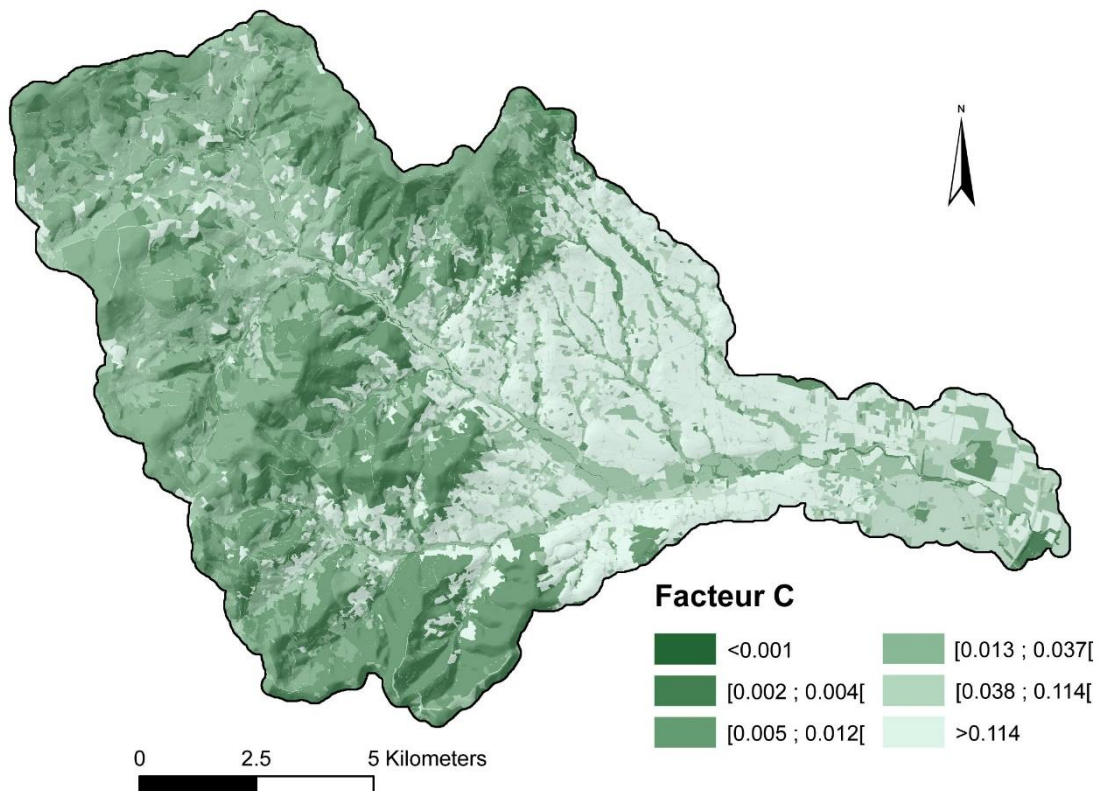 N
Facteur C
<0.001
[0.002 ; 0.004[
[0.005 ; 0.012[
[0.013 ; 0.037[
[0.038 ; 0.114[
>0.114
0 2.5 5 Kilometers